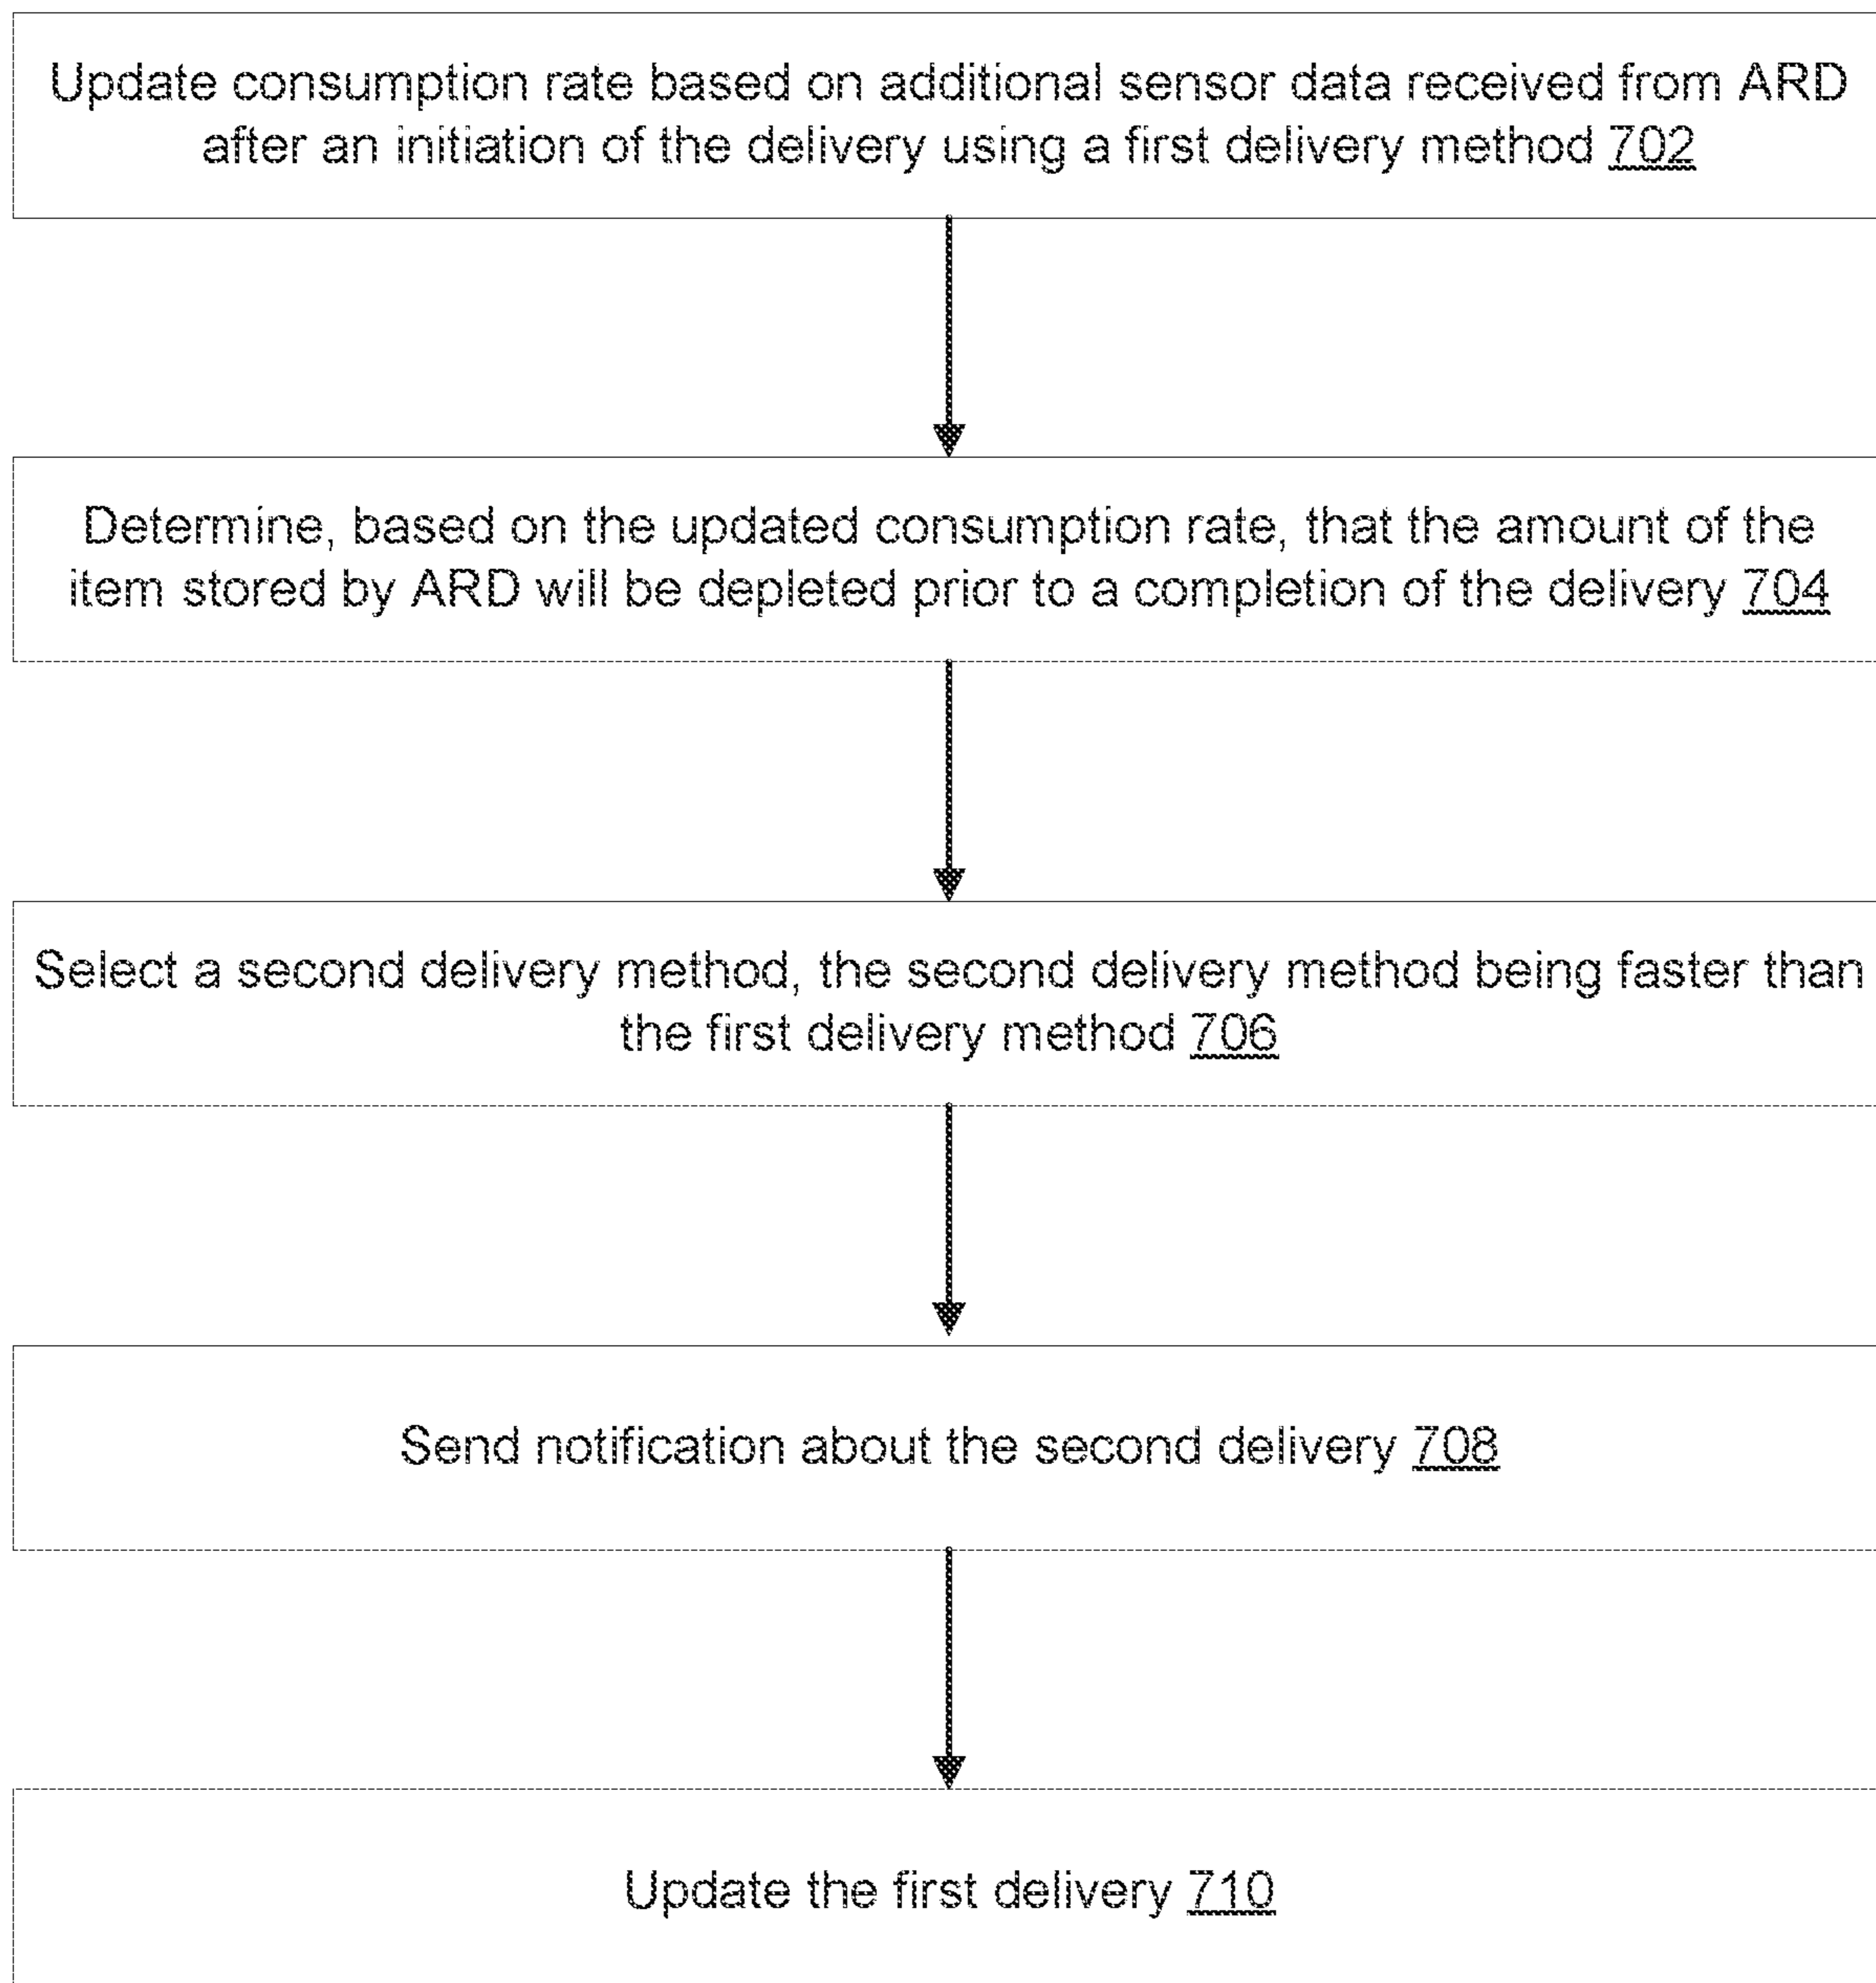 Update consumption rate based on additional sensor data received from ARD
after an initiation of the delivery using a first delivery method 702
Determine, based on the updated consumption rate, that the amount of the
item stored by ARD will be depleted prior to a completion of the delivery 704
Select a second delivery method, the second delivery method being faster than
the first delivery method 706
Send notification about the second delivery 708
Update the first delivery 710